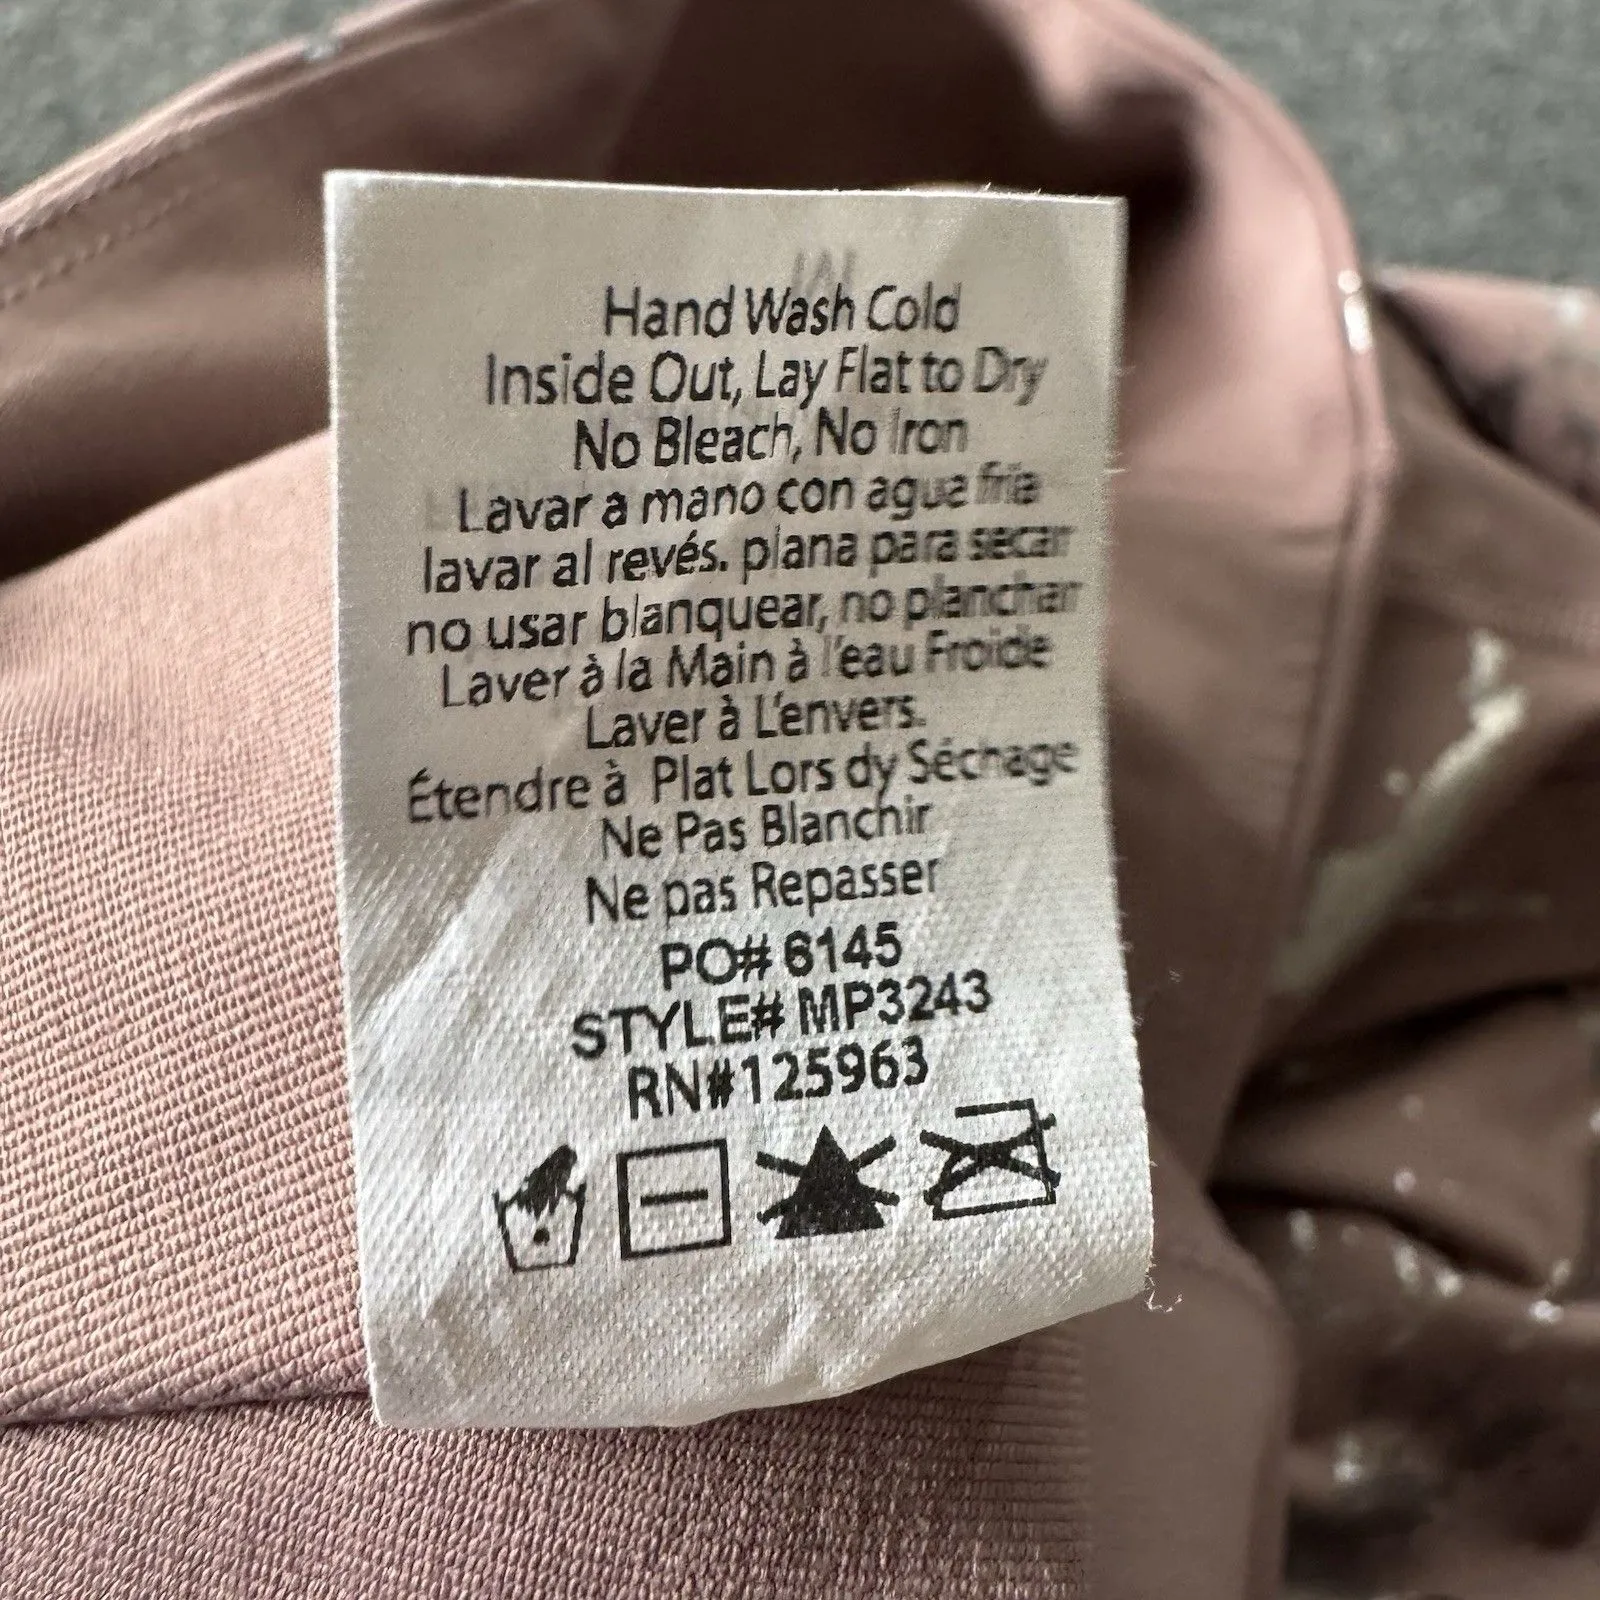 Hand Wash Cold
Inside Out, Lay Flat to Dry
No Bleach, No Iron
Lavar a mano con agua fria
lavar al revés. plana para secar
no usar blanquear, no planchar
Laver à la Main à l'eau Froide
Laver à L'envers.
Étendre à Plat Lors dy Séchage
Ne Pas Blanchir
Ne pas Repasser
PO# 6145
STYLE# MP3243
RN#125963